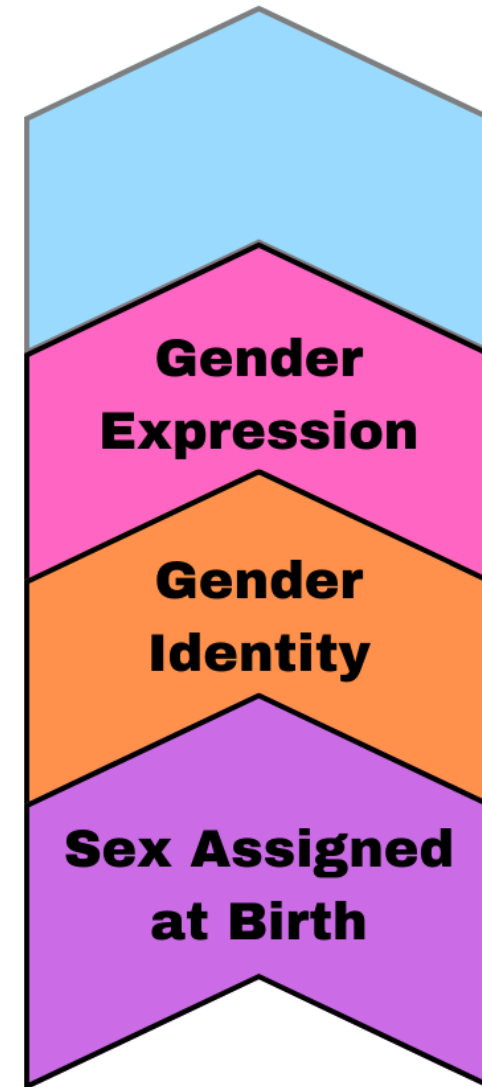 Gender
Expression
Gender
Identity
Sex Assigned
at Birth